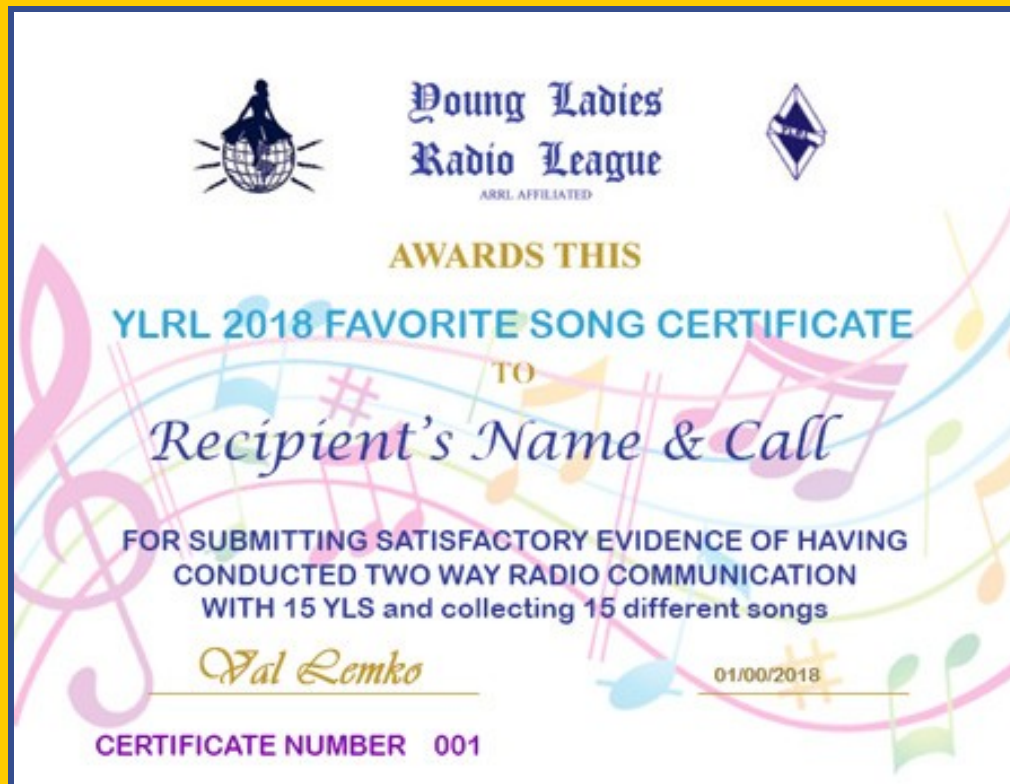 Young Ladies
Radio League
YLRL
ARRL AFFILIATED
AWARDS THIS
YLRL 2018 FAVORITE SONG CERTIFICATE
TO
Recipient's Name & Call
FOR SUBMITTING SATISFACTORY EVIDENCE OF HAVING
CONDUCTED TWO WAY RADIO COMMUNICATION
WITH 15 YLS and collecting 15 different songs
Val Lemko
01/00/2018
CERTIFICATE NUMBER 001